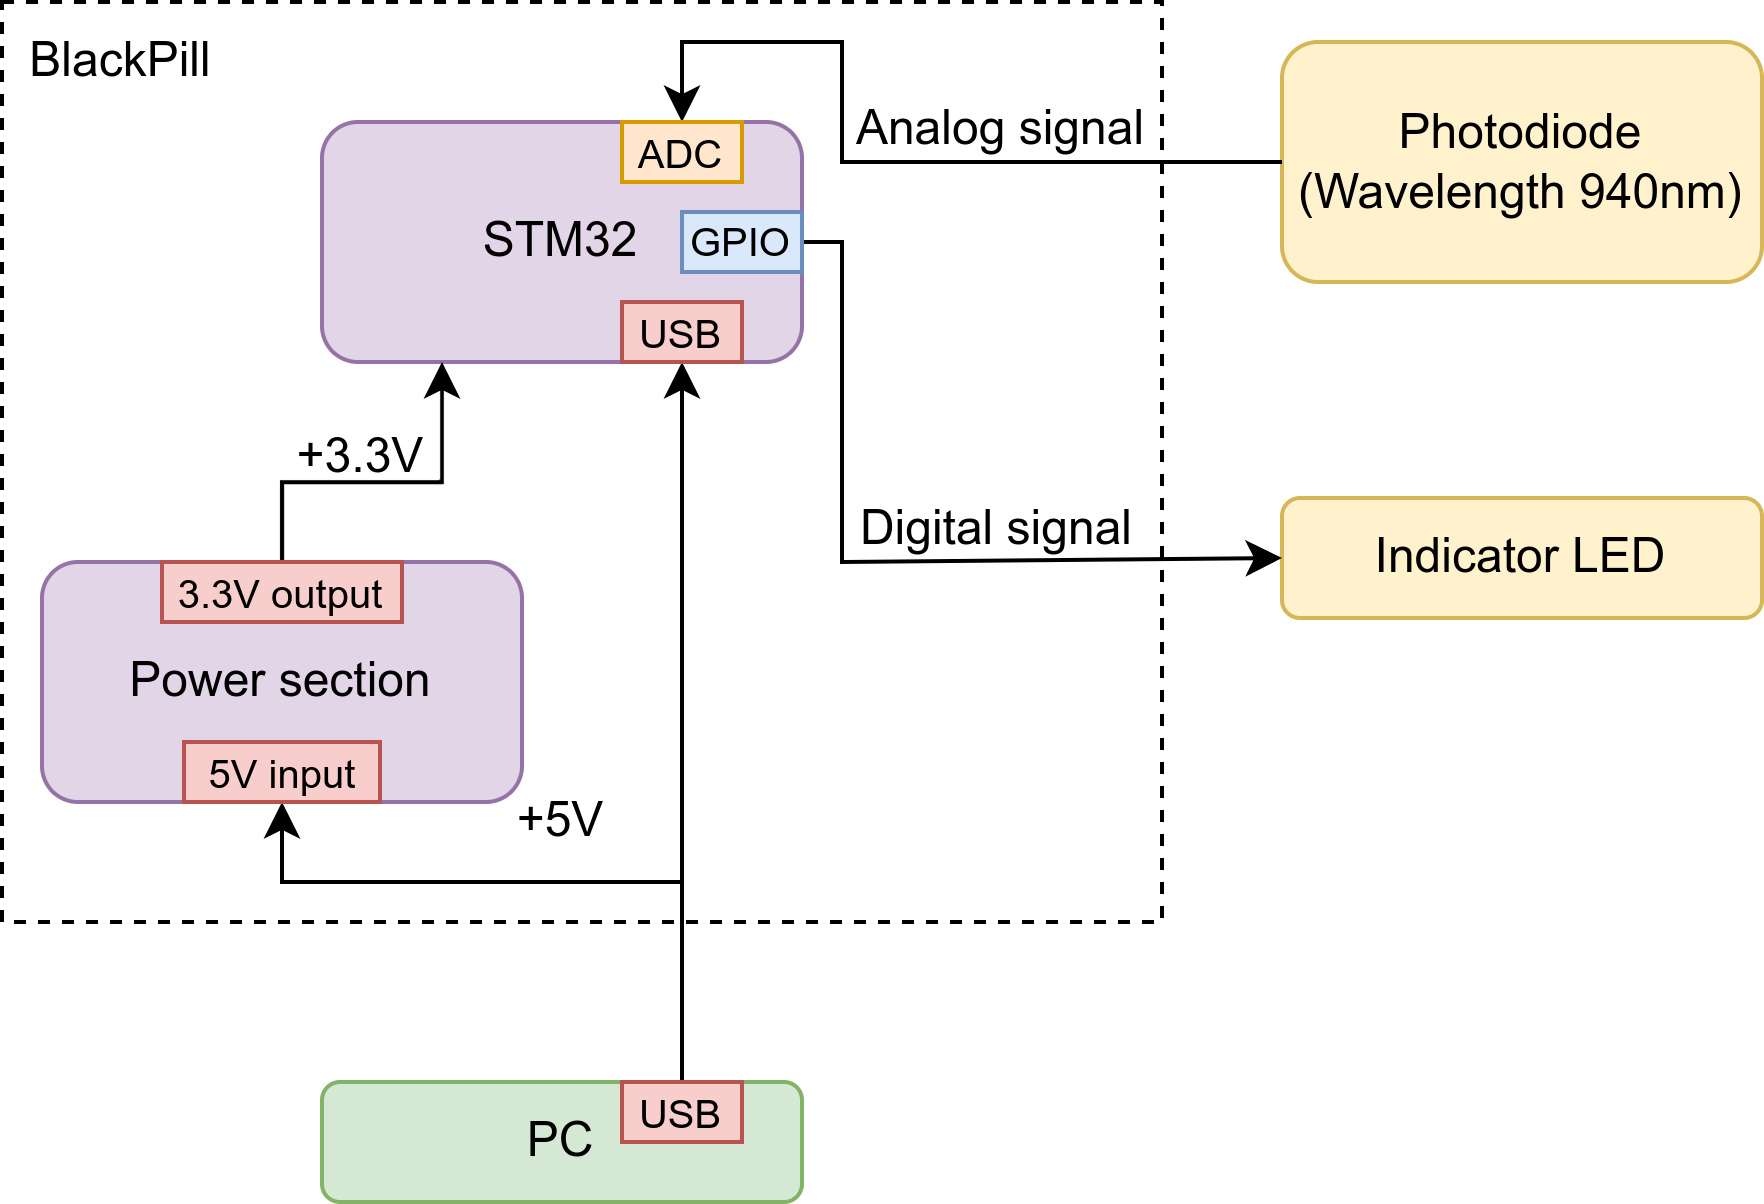 BlackPill
ADC
Analog signal
Photodiode
(Wavelength 940nm)
STM32
GPIO
USB
+3.3V
Digital signal
Indicator LED
3.3V output
Power section
5V input
+5V
USB
PC